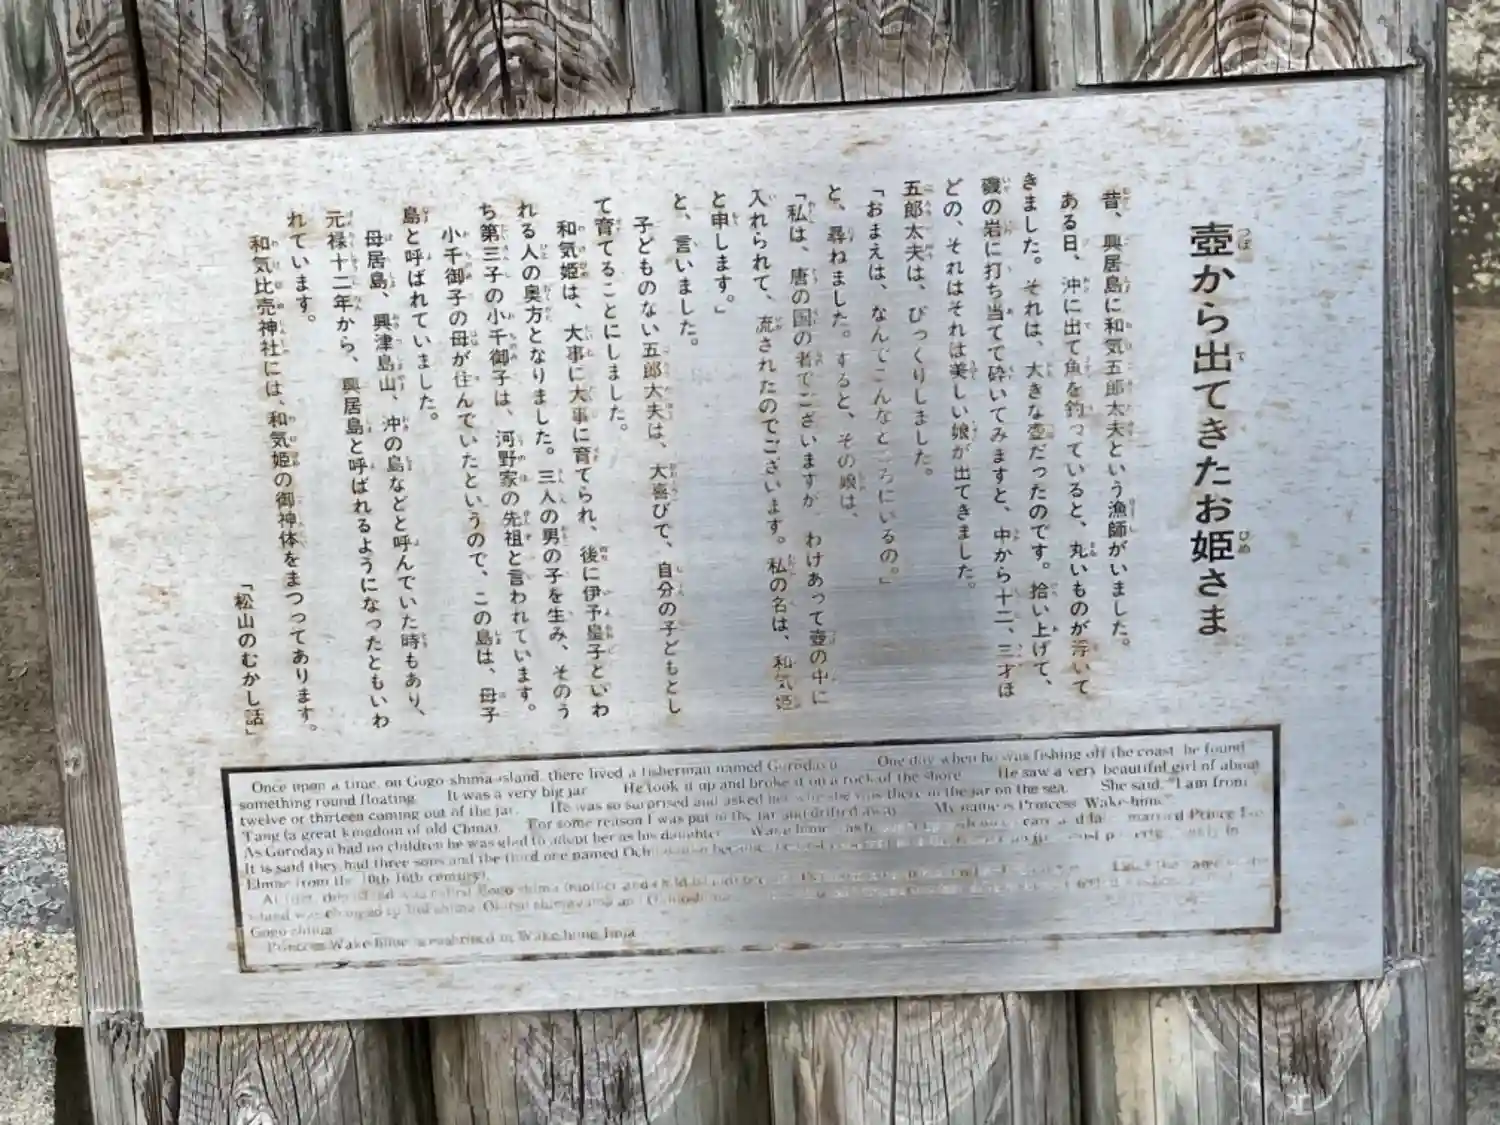 壺から出てきたお姫さま
昔、興居島に和気五郎太夫という漁師がいました。
ある日、沖に出て魚を釣っていると、丸いものが浮いて
きました。それは、大きな壺だったのです。拾い上げて、
磯の岩に打ち当てて砕いてみますと、中から十二、三才ほ
どの、それはそれは美しい娘が出てきました。
五郎太夫は、びっくりしました。
「おまえは、なんでこんなところにいるの。」
と、尋ねました。すると、その娘は、
「私は、唐の国の者でございますが、わけあって壺の中に
入れられて、流されたのでございます。私の名は、和気姫
と申します。」
と、言いました。
子どものない五郎太夫は、大喜びで、自分の子どもとし
て育てることにしました。
和気姫は、大事に大事に育てられ、後に伊予皇子といわ
れる人の奥方となりました。三人の男の子を生み、そのう
ち第三子の小千御子は、河野家の先祖と言われています。
小千御子の母が住んでいたというので、この島は、母子
島と呼ばれていました。
母居島、興津島山、沖の島などと呼んでいた時もあり、
元禄十二年から、興居島と呼ばれるようになったともいわ
れています。
和気比売神社には、和気姫の御神体をまつってあります。
「松山のむかし話」
Once upon a time, on Gogo-shima island, there lived a fisherman named Gorodayu. One day when he was fishing off the coast, he found
something round floating. It was a very big jar. He took it up and broke it on a rock of the shore. He saw a very beautiful girl of about
twelve or thirteen coming out of the jar. He was so surprised and asked her why she was there in the jar on the sea. She said, "I am from
Tang (a great kingdom of old China). For some reason I was put in the jar and drifted away. My name is Princess Wake-hime."
As Gorodayu had no children he was glad to adopt her as his daughter. Wake-hime married Prince
It is said they had three sons and the third one named
Ehime from the 10th-16th century).
At first,
island was changed to
Gogo-shima.
Princess Wake-hime is enshrined in Wake-hime Jinja.